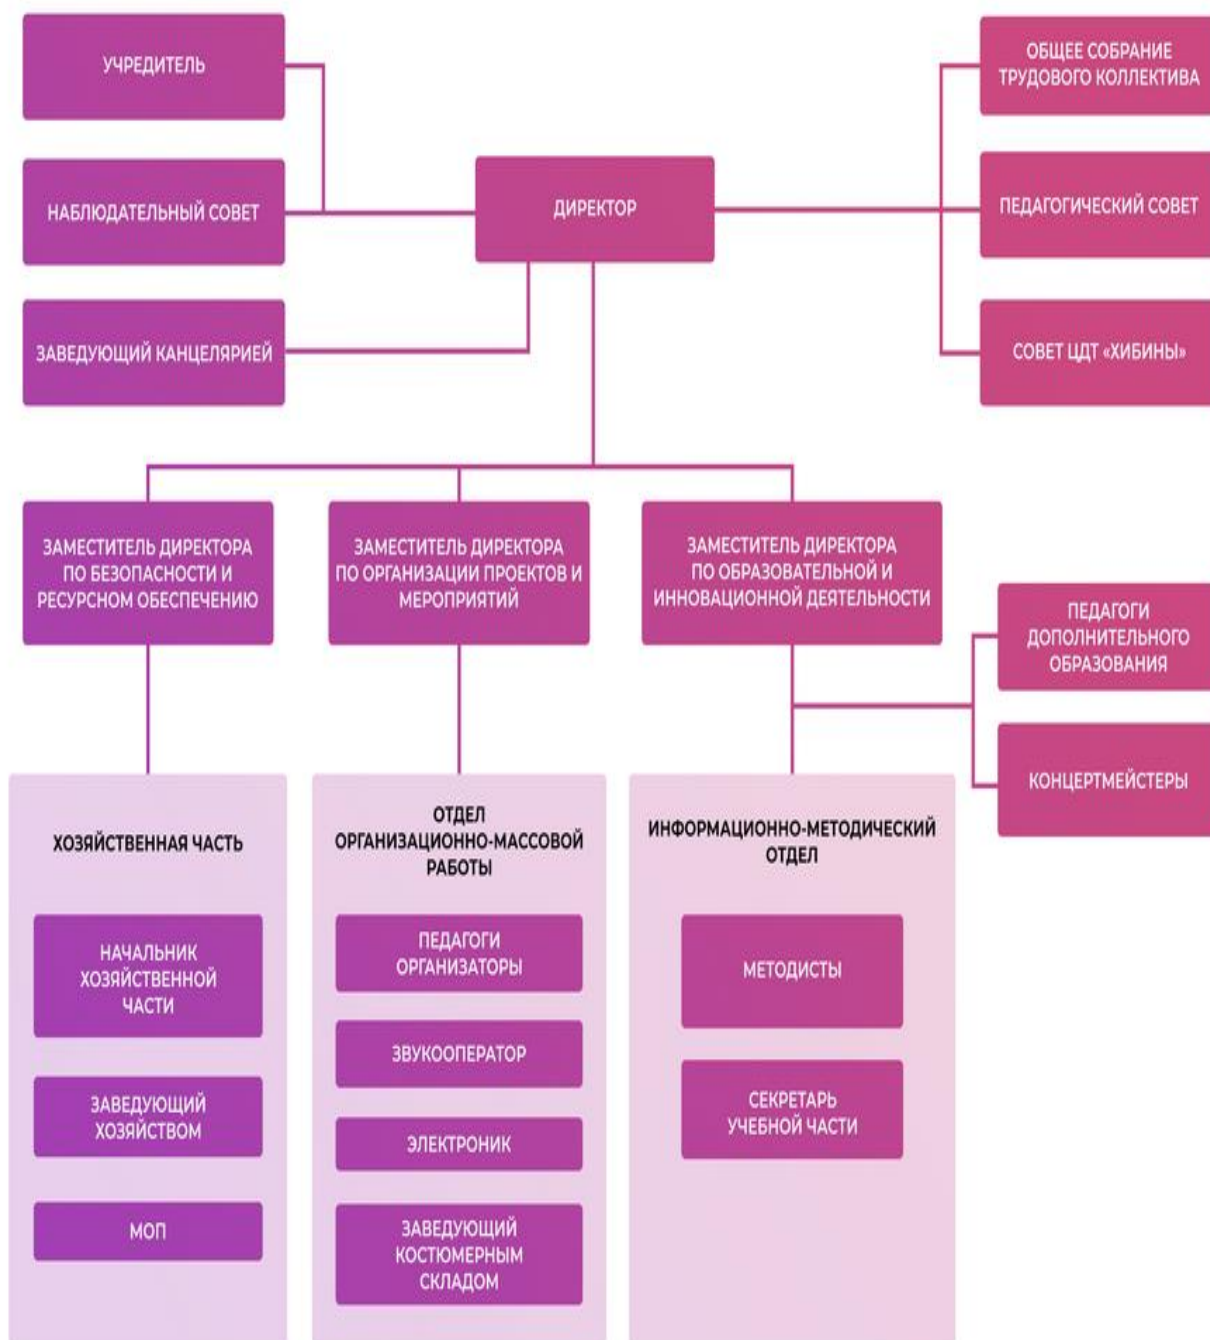 УЧРЕДИТЕЛЬ
ОБЩЕЕ СОБРАНИЕ
ТРУДОВОГО КОЛЛЕКТИВА
НАБЛЮДАТЕЛЬНЫЙ СОВЕТ
ДИРЕКТОР
ПЕДАГОГИЧЕСКИЙ СОВЕТ
ЗАВЕДУЮЩИЙ КАНЦЕЛЯРИЕЙ
СОВЕТ ЦДТ «ХИБИНЫ»
ЗАМЕСТИТЕЛЬ ДИРЕКТОРА
ПО БЕЗОПАСНОСТИ И
РЕСУРСНОМ ОБЕСПЕЧЕНИЮ
ЗАМЕСТИТЕЛЬ ДИРЕКТОРА
ПО ОРГАНИЗАЦИИ ПРОЕКТОВ И
МЕРОПРИЯТИЙ
ЗАМЕСТИТЕЛЬ ДИРЕКТОРА
ПО ОБРАЗОВАТЕЛЬНОЙ И
ИННОВАЦИОННОЙ ДЕЯТЕЛЬНОСТИ
ПЕДАГОГИ
ДОПОЛНИТЕЛЬНОГО
ОБРАЗОВАНИЯ
КОНЦЕРТМЕЙСТЕРЫ
ХОЗЯЙСТВЕННАЯ ЧАСТЬ
НАЧАЛЬНИК
ХОЗЯЙСТВЕННОЙ
ЧАСТИ
ЗАВЕДУЮЩИЙ
ХОЗЯЙСТВОМ
МОП
ОТДЕЛ
ОРГАНИЗАЦИОННО-МАССОВОЙ
РАБОТЫ
ПЕДАГОГИ
ОРГАНИЗАТОРЫ
ЗВУКООПЕРАТОР
ЭЛЕКТРОНИК
ЗАВЕДУЮЩИЙ
КОСТЮМЕРНЫМ
СКЛАДОМ
ИНФОРМАЦИОННО-МЕТОДИЧЕСКИЙ
ОТДЕЛ
МЕТОДИСТЫ
СЕКРЕТАРЬ
УЧЕБНОЙ ЧАСТИ